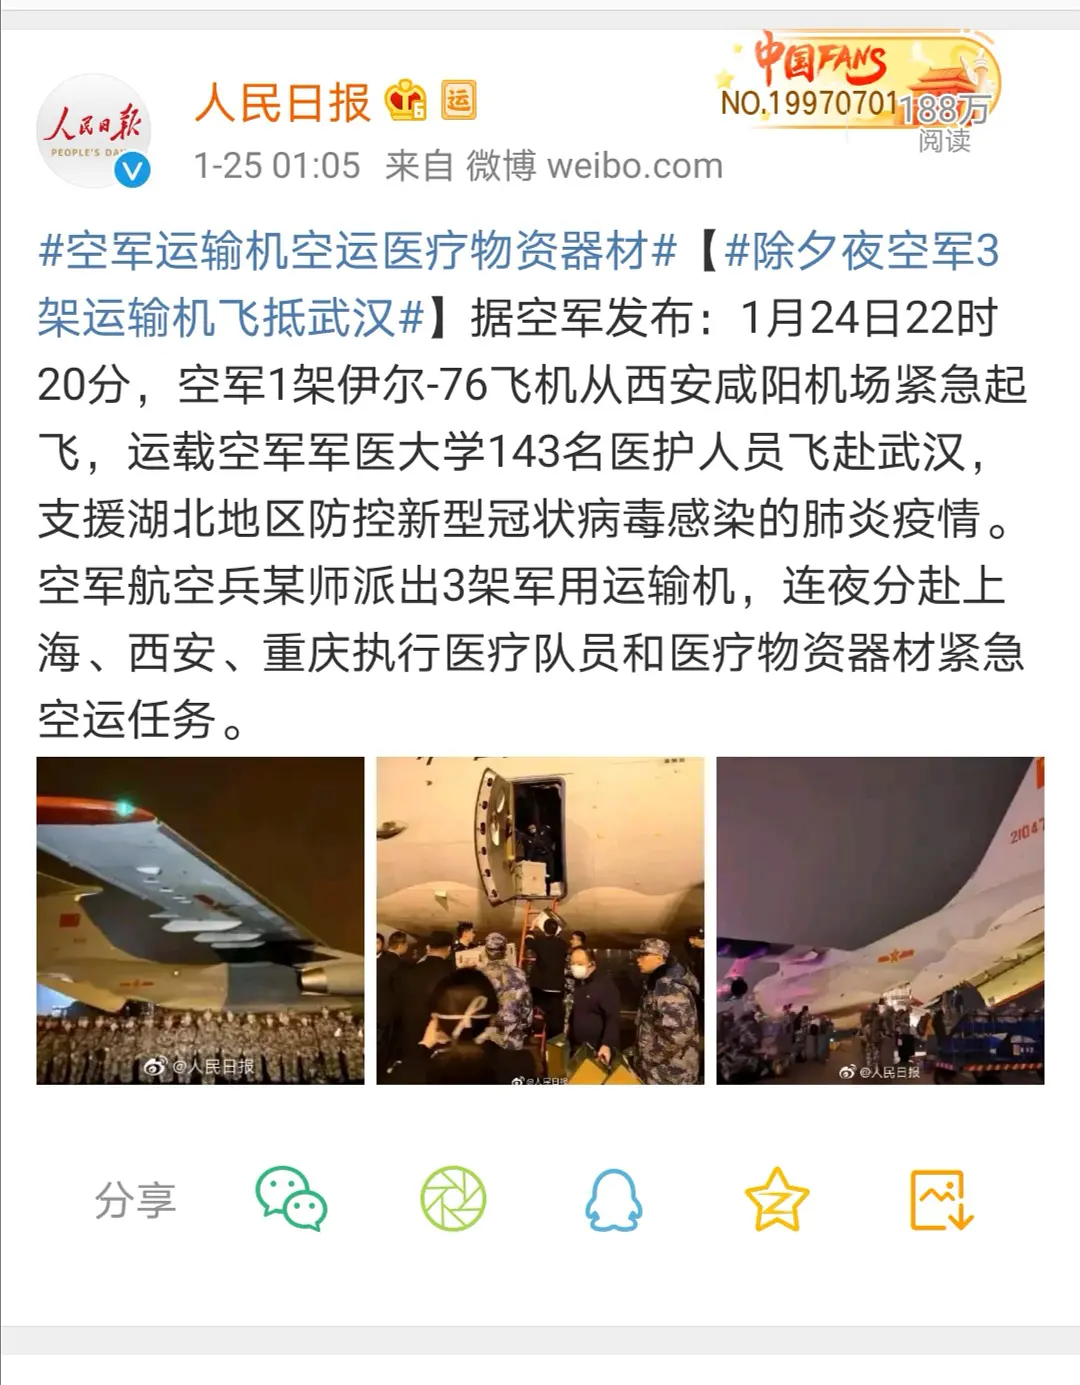 中国FANS
NO.19970701
188万
阅读
人民日报
PEOPLE'S DA
人民日报
运
1-25 01:05 来自 微博 weibo.com
#空军运输机空运医疗物资器材#【#除夕夜空军3
架运输机飞抵武汉#】据空军发布：1月24日22时
20分，空军1架伊尔-76飞机从西安咸阳机场紧急起
飞，运载空军军医大学143名医护人员飞赴武汉，
支援湖北地区防控新型冠状病毒感染的肺炎疫情。
空军航空兵某师派出3架军用运输机，连夜分赴上
海、西安、重庆执行医疗队员和医疗物资器材紧急
空运任务。
@人民日报
@人民日报
2104
@人民日报
分享